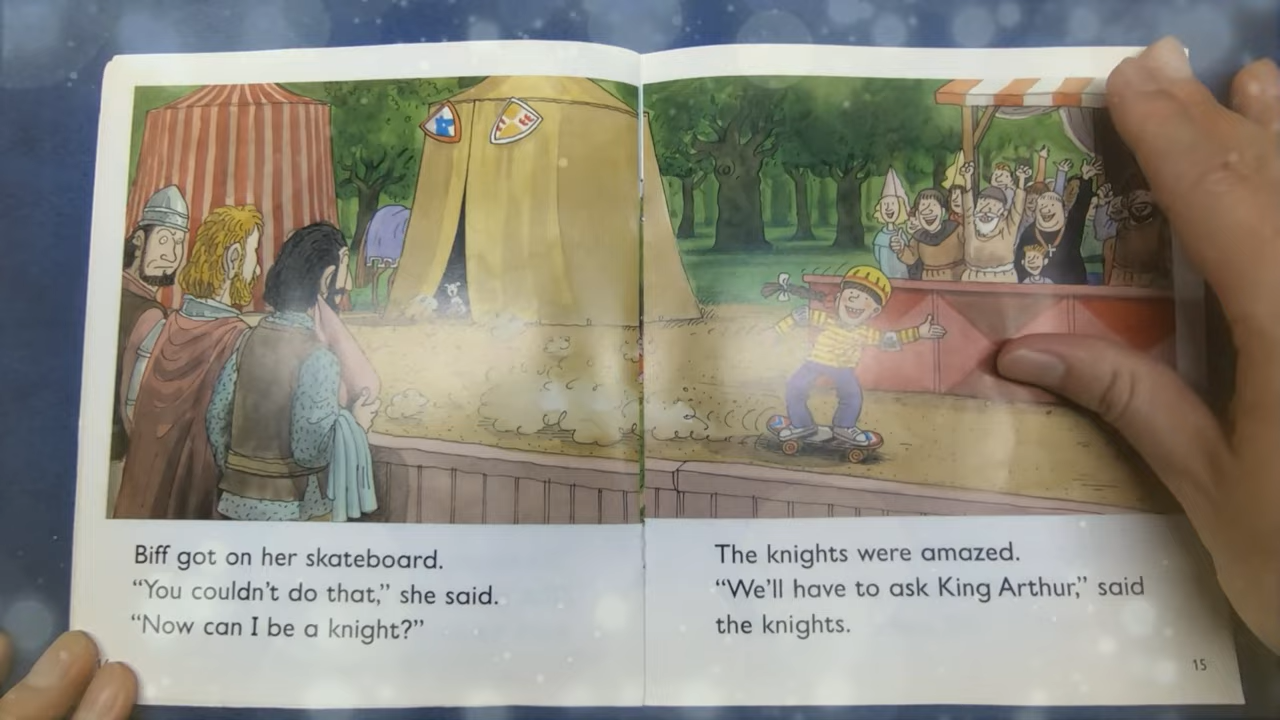 Biff got on her skateboard.
“You couldn’t do that,” she said.
“Now can I be a knight?”
The knights were amazed.
“We’ll have to ask King Arthur,” said
the knights.
15